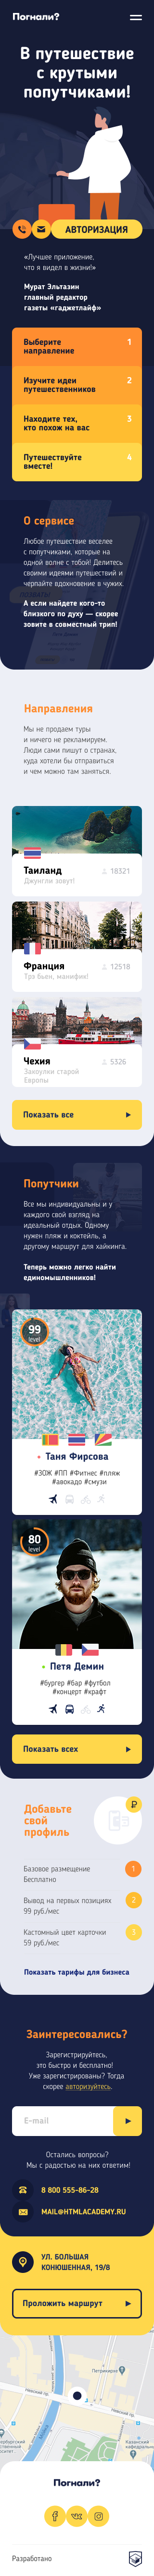 Погнали?
В путешествие
с крутыми
попутчиками!
АВТОРИЗАЦИЯ
«Лучшее приложение,
что я видел в жизни!»
Мурат Эльтазин
главный редактор
газеты «гаджетлайф»
Выберите 1
направление
Изучите идеи 2
путешественников
Находите тех, 3
кто похож на вас
Путешествуйте 4
вместе!
О сервисе
Любое путешествие веселее
с попутчиками, которые на
одной волне с тобой! Делитесь
своими идеями путешествий и
черпайте вдохновение в чужих.
А если найдете кого-то
близкого по духу — скорее
зовите в совместный трип!
Направления
Мы не продаем туры
и ничего не рекламируем.
Люди сами пишут о странах,
куда хотели бы отправиться
и чем можно там заняться.
Таиланд 18321
Джунгли зовут!
Франция 12518
Трэ бьен, манифик!
Чехия 5326
Закоулки старой
Европы
Показать все
Попутчики
Все мы индивидуальны и у
каждого свой взгляд на
идеальный отдых. Одному
нужен пляж и коктейль, а
другому маршрут для хайкинга.
Теперь можно легко найти
единомышленников!
99
level
Таня Фирсова
#ЗОЖ #ПП #Фитнес #пляж
#авокадо #смузи
80
level
Петя Демин
#бургер #бар #футбол
#концерт #крафт
Показать всех
Добавьте
свой
профиль
₽
Базовое размещение 1
Бесплатно
Вывод на первых позициях 2
99 руб./мес
Кастомный цвет карточки 3
59 руб./мес
Показать тарифы для бизнеса
Заинтересовались?
Зарегистрируйтесь,
это быстро и бесплатно!
Уже зарегистрированы? Тогда
скорее авторизуйтесь.
E-mail
Остались вопросы?
Мы с радостью на них ответим!
8 800 555-86-28
MAIL@HTMLACADEMY.RU
УЛ. БОЛЬШАЯ
КОНЮШЕННАЯ, 19/8
Проложить маршрут
Погнали?
Разработано